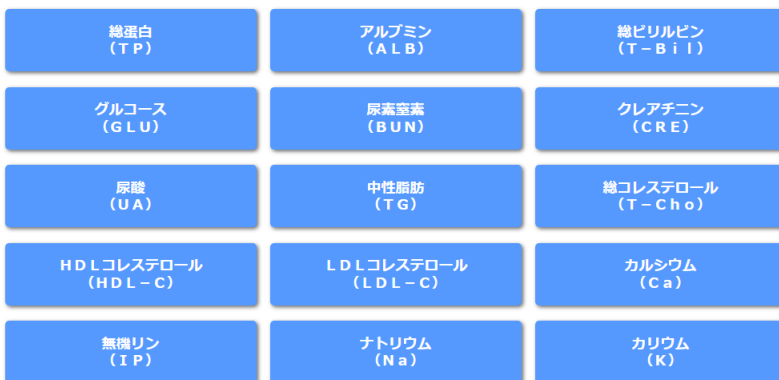 総蛋白
（ＴＰ）
アルブミン
（ＡＬＢ）
総ビリルビン
（Ｔ－Ｂｉｌ）
グルコース
（ＧＬＵ）
尿素窒素
（ＢＵＮ）
クレアチニン
（ＣＲＥ）
尿酸
（ＵＡ）
中性脂肪
（ＴＧ）
総コレステロール
（Ｔ－Ｃｈｏ）
ＨＤＬコレステロール
（ＨＤＬ－Ｃ）
ＬＤＬコレステロール
（ＬＤＬ－Ｃ）
カルシウム
（Ｃａ）
無機リン
（ＩＰ）
ナトリウム
（Ｎａ）
カリウム
（Ｋ）